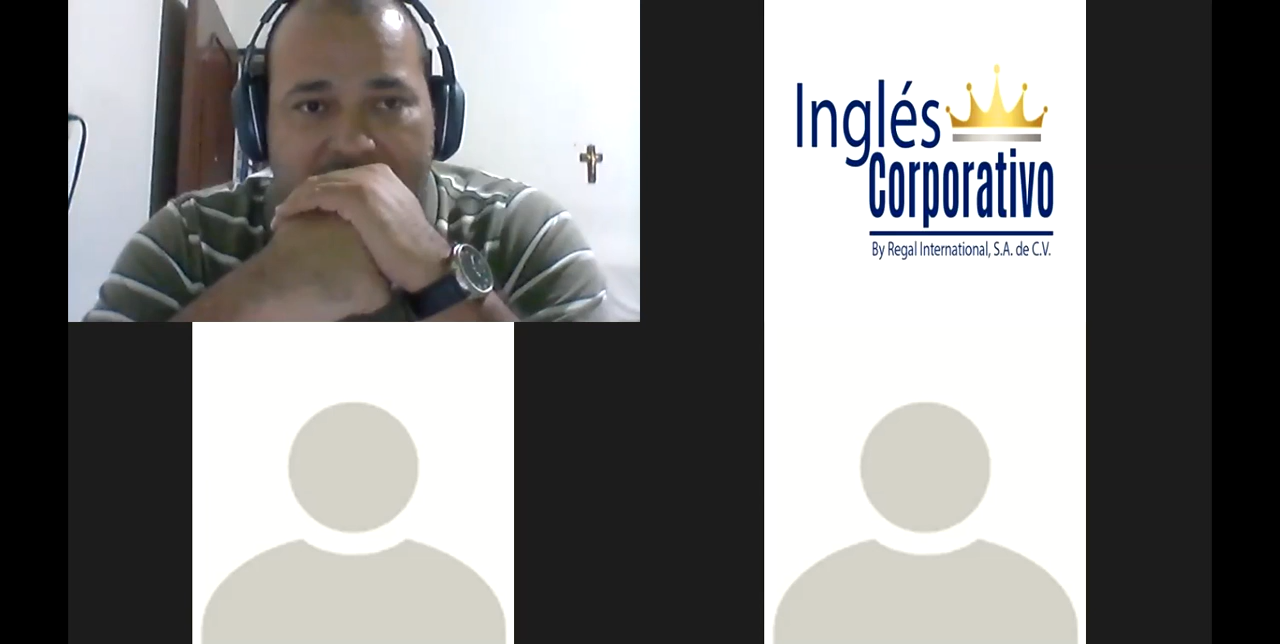 Inglés
Corporativo
By Regal International, S.A. de C.V.